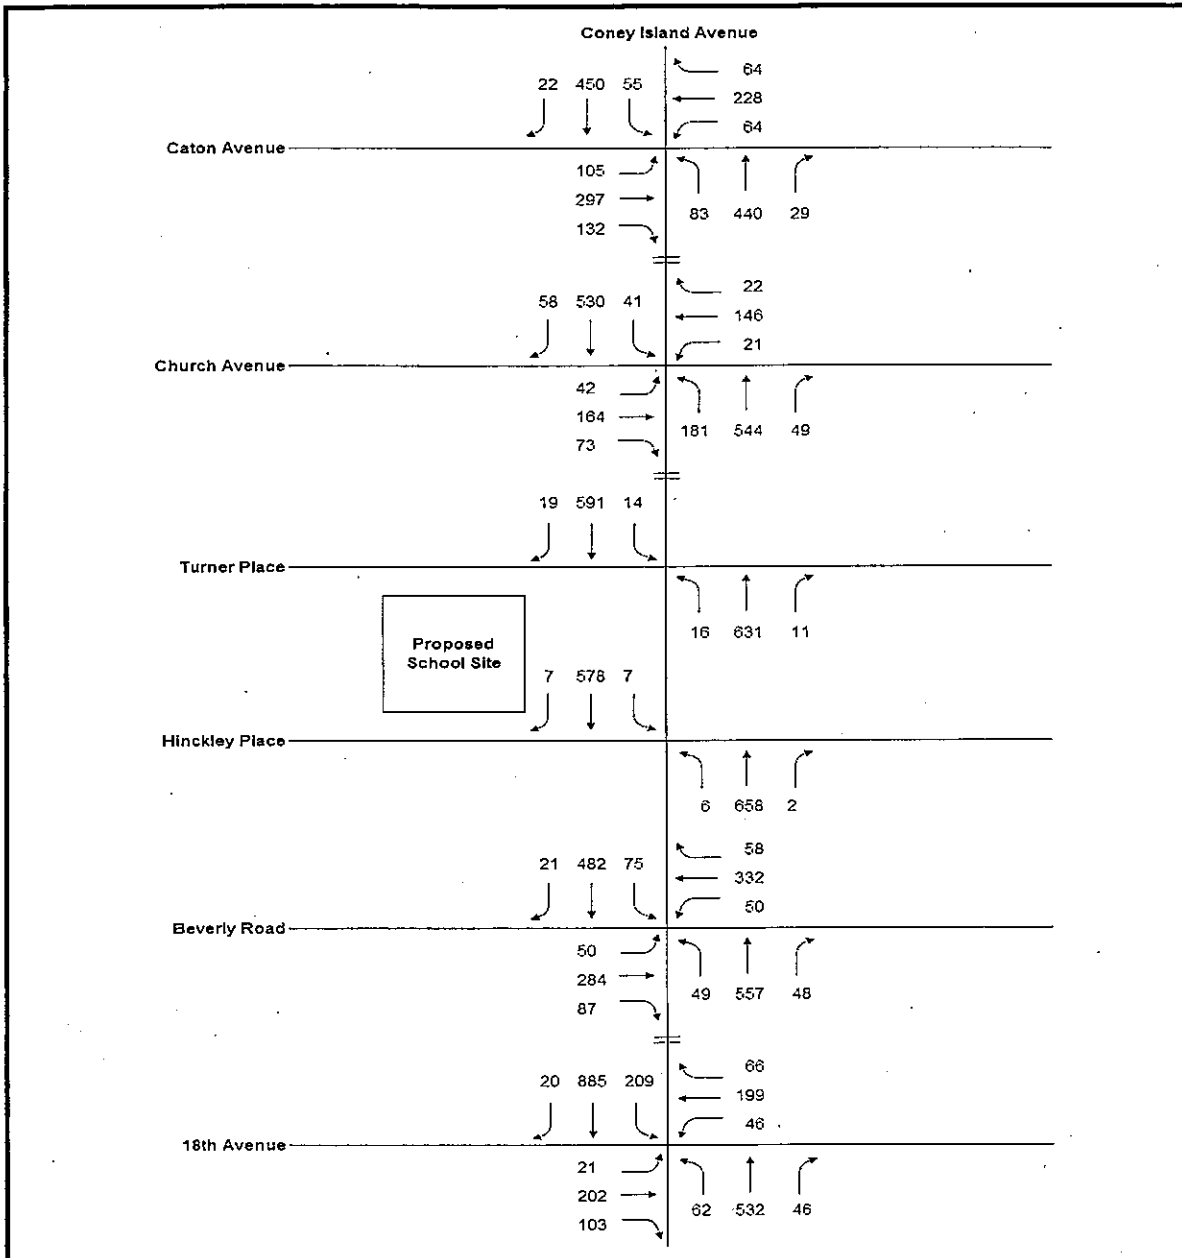 Coney Island Avenue
64
22 450 55
228
64
Caton Avenue
105
297
83 440 29
132
22
58 530 41
146
21
Church Avenue
42
164
181 544 49
73
19 591 14
Turner Place
16 631 11
Proposed
School Site
7 578 7
Hinckley Place
6 658 2
58
21 482 75
332
50
Beverly Road
50
284
49 557 48
87
66
20 885 209
199
46
18th Avenue
21
202
62 532 46
103